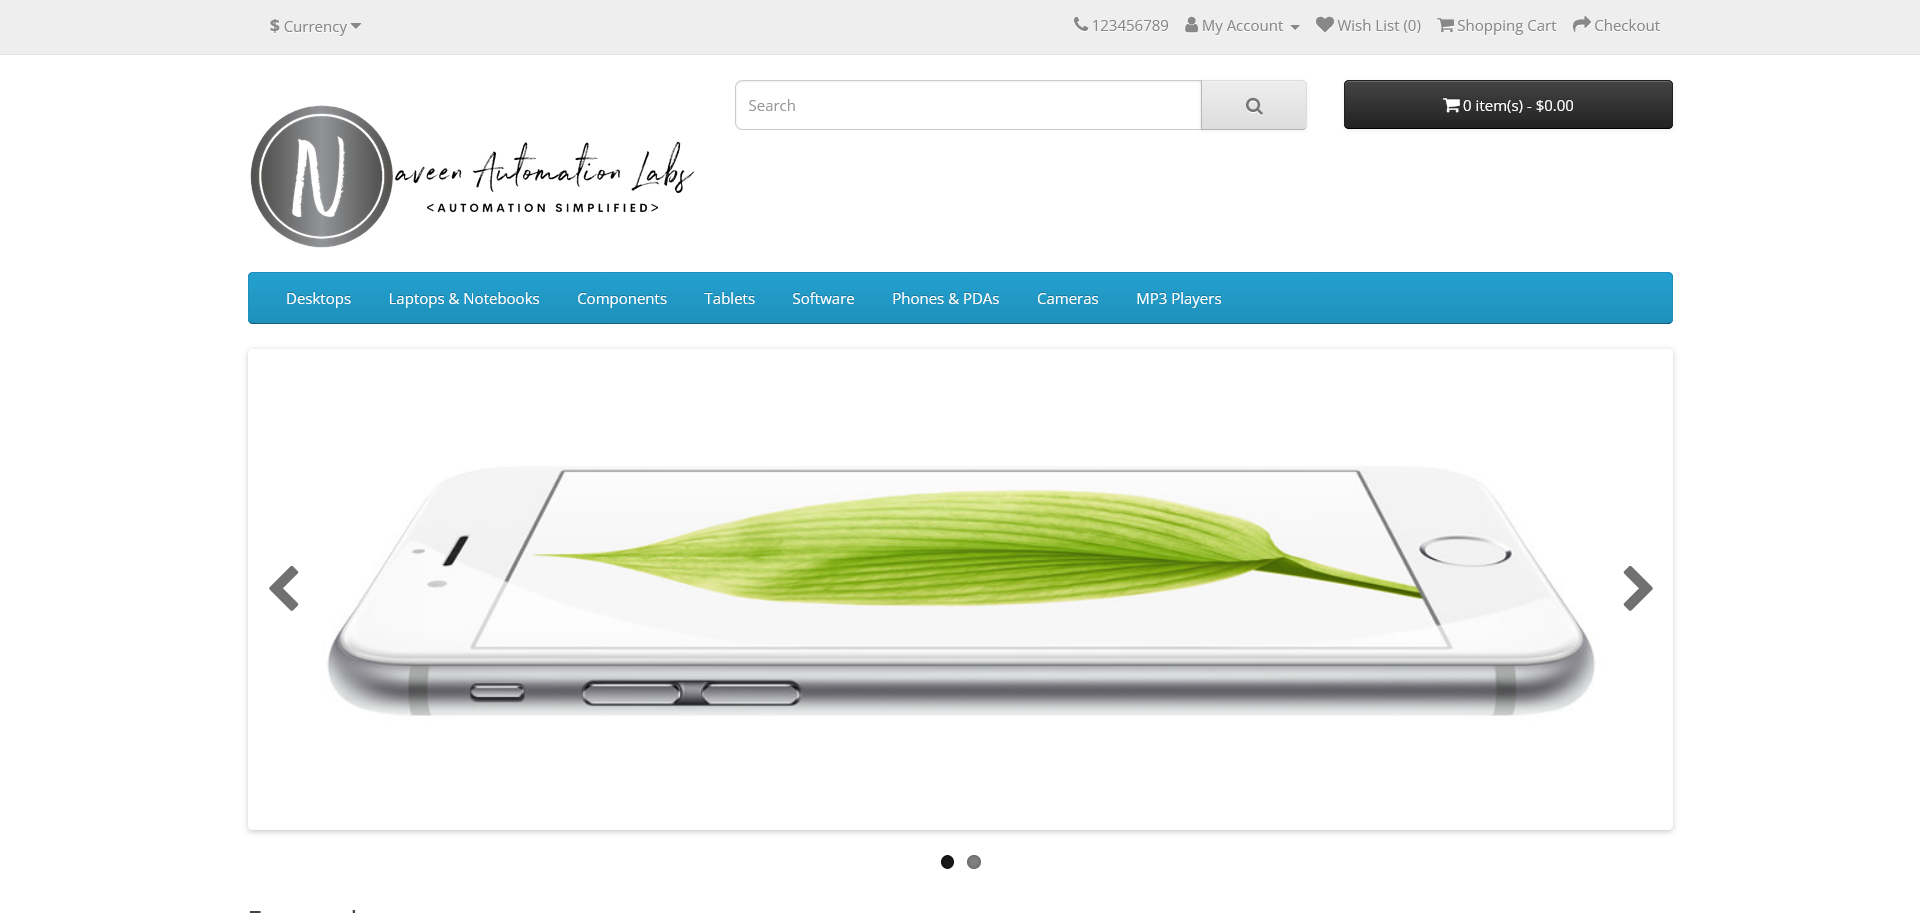 $ Currency
123456789 My Account Wish List (0) Shopping Cart Checkout
Search
0 item(s) - $0.00
Naveen Automation Labs
<AUTOMATION SIMPLIFIED>
Desktops Laptops & Notebooks Components Tablets Software Phones & PDAs Cameras MP3 Players